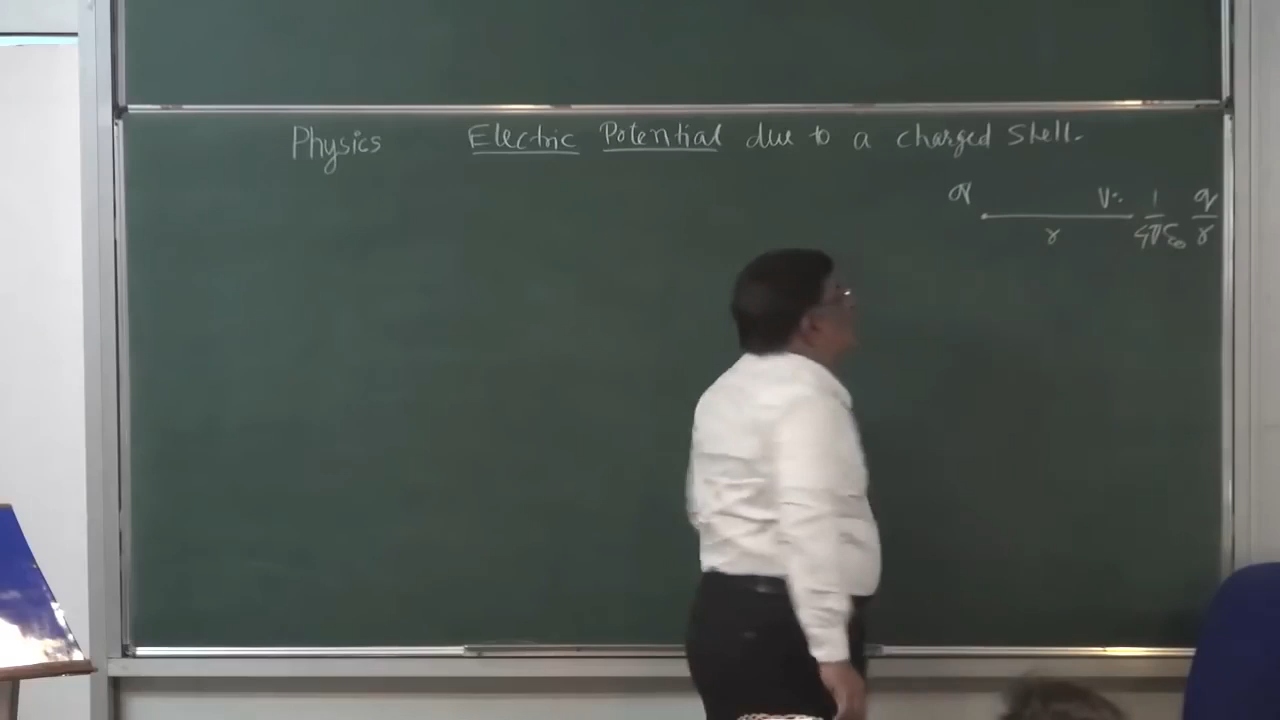 Physics Electric Potential due to a charged Shell.
q V = 1/4πε₀ q/r
r